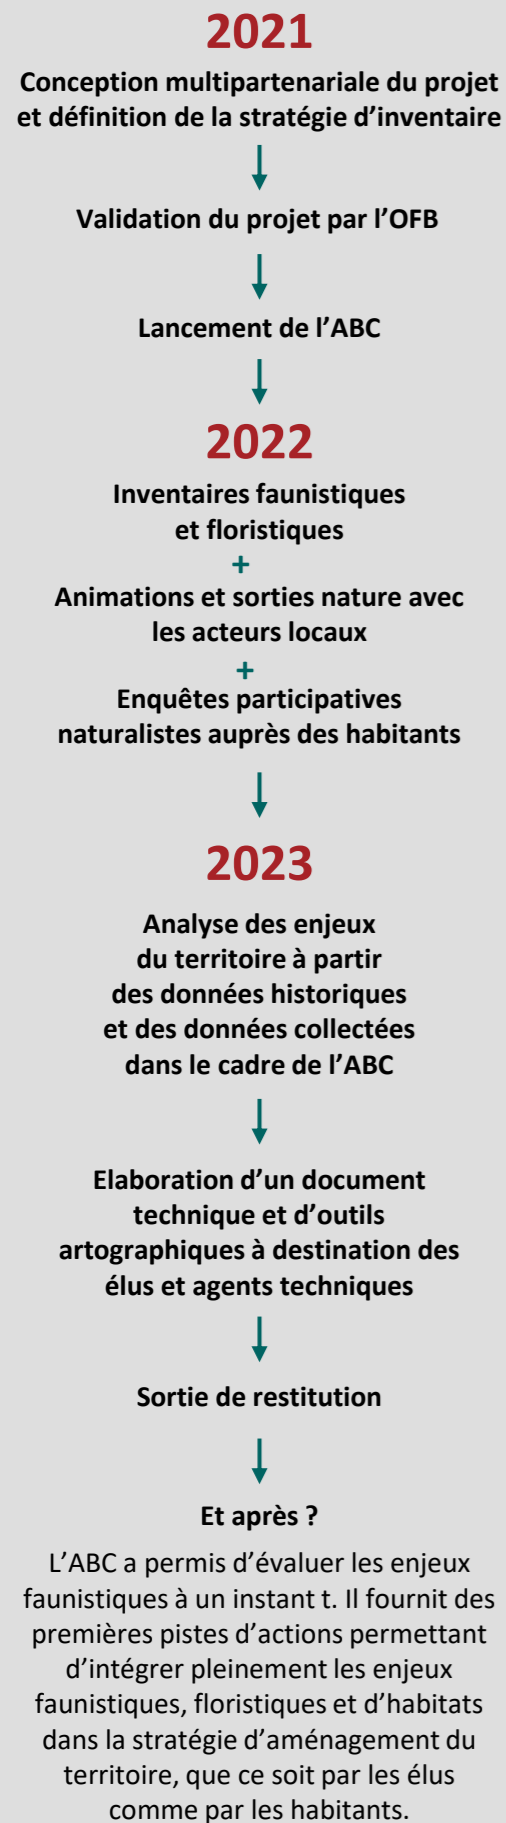 2021
Conception multipartenariale du projet
et définition de la stratégie d’inventaire
Validation du projet par l’OFB
Lancement de l’ABC
2022
Inventaires faunistiques
et floristiques
+
Animations et sorties nature avec
les acteurs locaux
+
Enquêtes participatives
naturalistes auprès des habitants
2023
Analyse des enjeux
du territoire à partir
des données historiques
et des données collectées
dans le cadre de l’ABC
Elaboration d’un document
technique et d’outils
artographiques à destination des
élus et agents techniques
Sortie de restitution
Et après ?
L’ABC a permis d’évaluer les enjeux
faunistiques à un instant t. Il fournit des
premières pistes d’actions permettant
d’intégrer pleinement les enjeux
faunistiques, floristiques et d’habitats
dans la stratégie d’aménagement du
territoire, que ce soit par les élus
comme par les habitants.